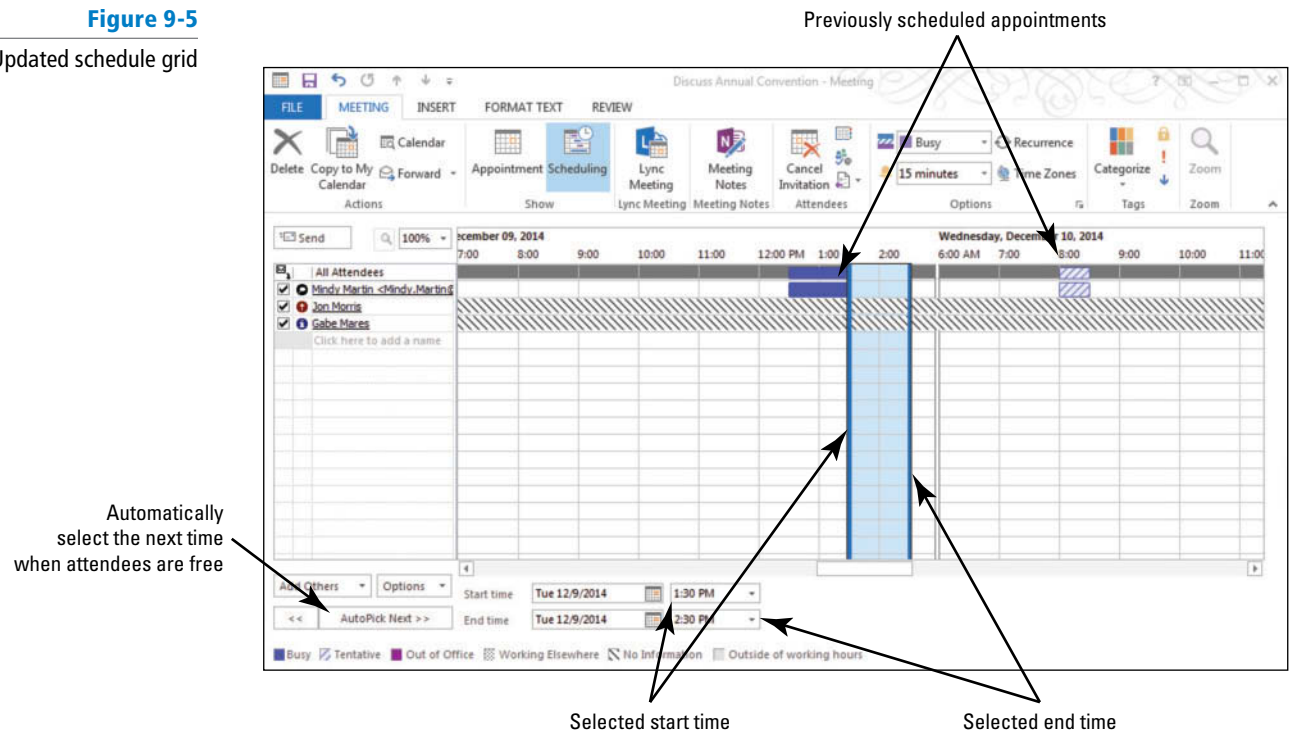 Figure 9-5
Updated schedule grid
Previously scheduled appointments
Discuss Annual Convention - Meeting
FILE MEETING INSERT FORMAT TEXT REVIEW
Delete
Copy to My Calendar
Calendar
Forward
Actions
Appointment
Scheduling
Show
Lync Meeting
Lync Meeting
Meeting Notes
Meeting Notes
Cancel Invitation
Attendees
Busy
15 minutes
Recurrence
Time Zones
Options
Categorize
Tags
Zoom
Zoom
Send
100%
ecember 09, 2014
Wednesday, December 10, 2014
7:00 8:00 9:00 10:00 11:00 12:00 PM 1:00 2:00 6:00 AM 7:00 8:00 9:00 10:00 11:00
All Attendees
Mindy Martin <Mindy.Martin@
Jon Morris
Gabe Mares
Click here to add a name
Automatically
select the next time
when attendees are free
Add Others Options
Start time Tue 12/9/2014 1:30 PM
<< AutoPick Next >>
End time Tue 12/9/2014 2:30 PM
Busy Tentative Out of Office Working Elsewhere No Information Outside of working hours
Selected start time
Selected end time